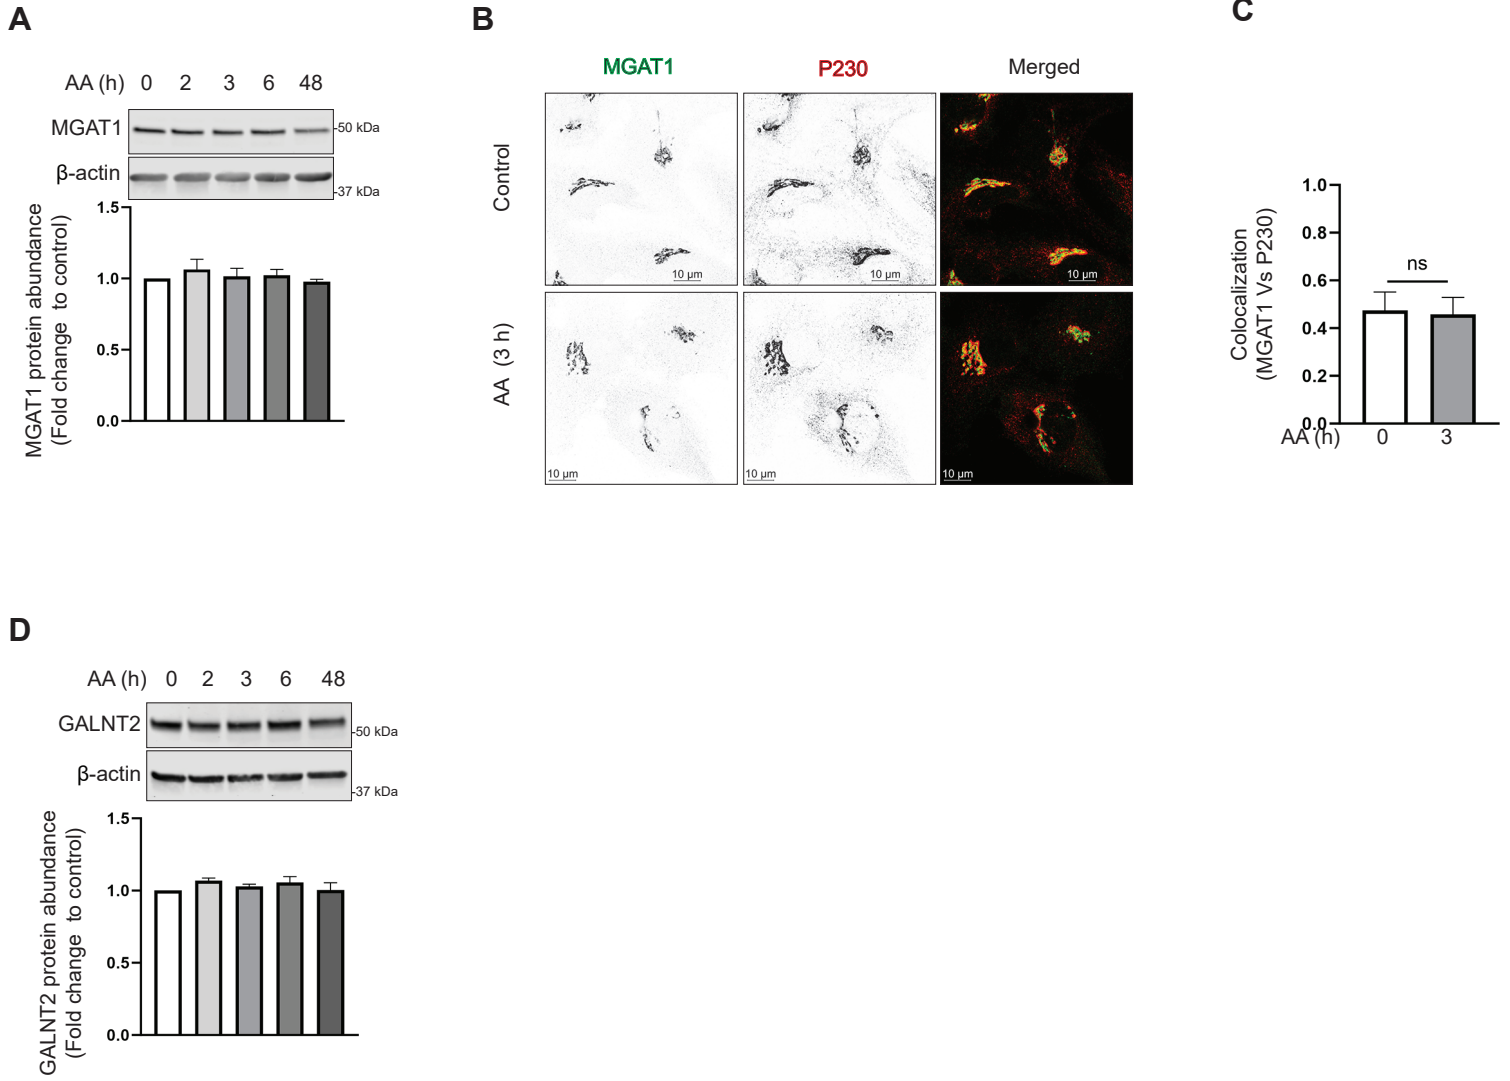 A
AA (h) 0 2 3 6 48
MGAT1
-50 kDa
β-actin
-37 kDa
MGAT1 protein abundance
(Fold change to control)
1.5
1.0
0.5
0.0
B
MGAT1 P230 Merged
Control
10 µm 10 µm 10 µm
AA (3 h)
10 µm 10 µm 10 µm
C
Colocalization
(MGAT1 Vs P230)
1.0
0.8
0.6
0.4
0.2
0.0
ns
AA (h) 0 3
D
AA (h) 0 2 3 6 48
GALNT2
-50 kDa
β-actin
-37 kDa
GALNT2 protein abundance
(Fold change to control)
1.5
1.0
0.5
0.0